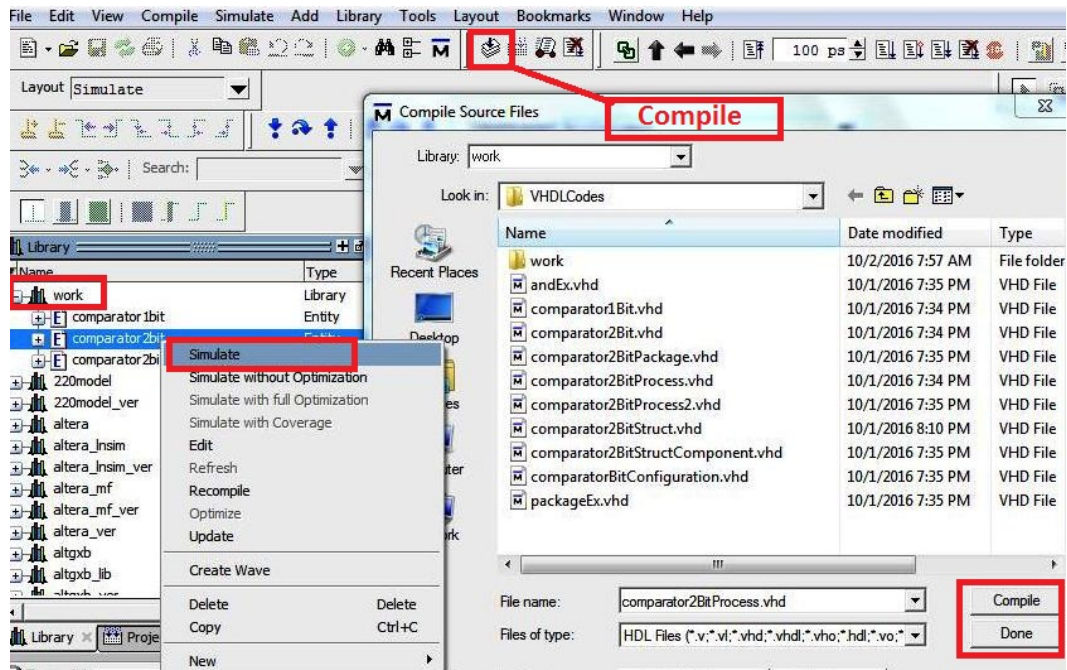 File Edit View Compile Simulate Add Library Tools Layout Bookmarks Window Help
100 ps
Layout Simulate
Compile Source Files
Compile
Library: work
Search:
Look in: VHDLCodes
Library
Name Type
work Library
comparator1bit Entity
comparator2bit Entity
comparator2bi
220model
220model_ver
altera
altera_lnsim
altera_lnsim_ver
altera_mf
altera_mf_ver
altera_ver
altgxb
altgxb_lib
altgxb_ver
Library Proje
Simulate
Simulate without Optimization
Simulate with full Optimization
Simulate with Coverage
Edit
Refresh
Recompile
Optimize
Update
Create Wave
Delete Delete
Copy Ctrl+C
New
Recent Places
Desktop
Name Date modified Type
work 10/2/2016 7:57 AM File folder
andEx.vhd 10/1/2016 7:35 PM VHD File
comparator1Bit.vhd 10/1/2016 7:34 PM VHD File
comparator2Bit.vhd 10/1/2016 7:34 PM VHD File
comparator2BitPackage.vhd 10/1/2016 7:35 PM VHD File
comparator2BitProcess.vhd 10/1/2016 7:34 PM VHD File
comparator2BitProcess2.vhd 10/1/2016 7:35 PM VHD File
comparator2BitStruct.vhd 10/1/2016 8:10 PM VHD File
comparator2BitStructComponent.vhd 10/1/2016 7:35 PM VHD File
comparatorBitConfiguration.vhd 10/1/2016 7:35 PM VHD File
packageEx.vhd 10/1/2016 7:35 PM VHD File
File name: comparator2BitProcess.vhd Compile
Files of type: HDL Files (*.v;*.vl;*.vhd;*.vhdl;*.vho;*.hdl;*.vo;* Done